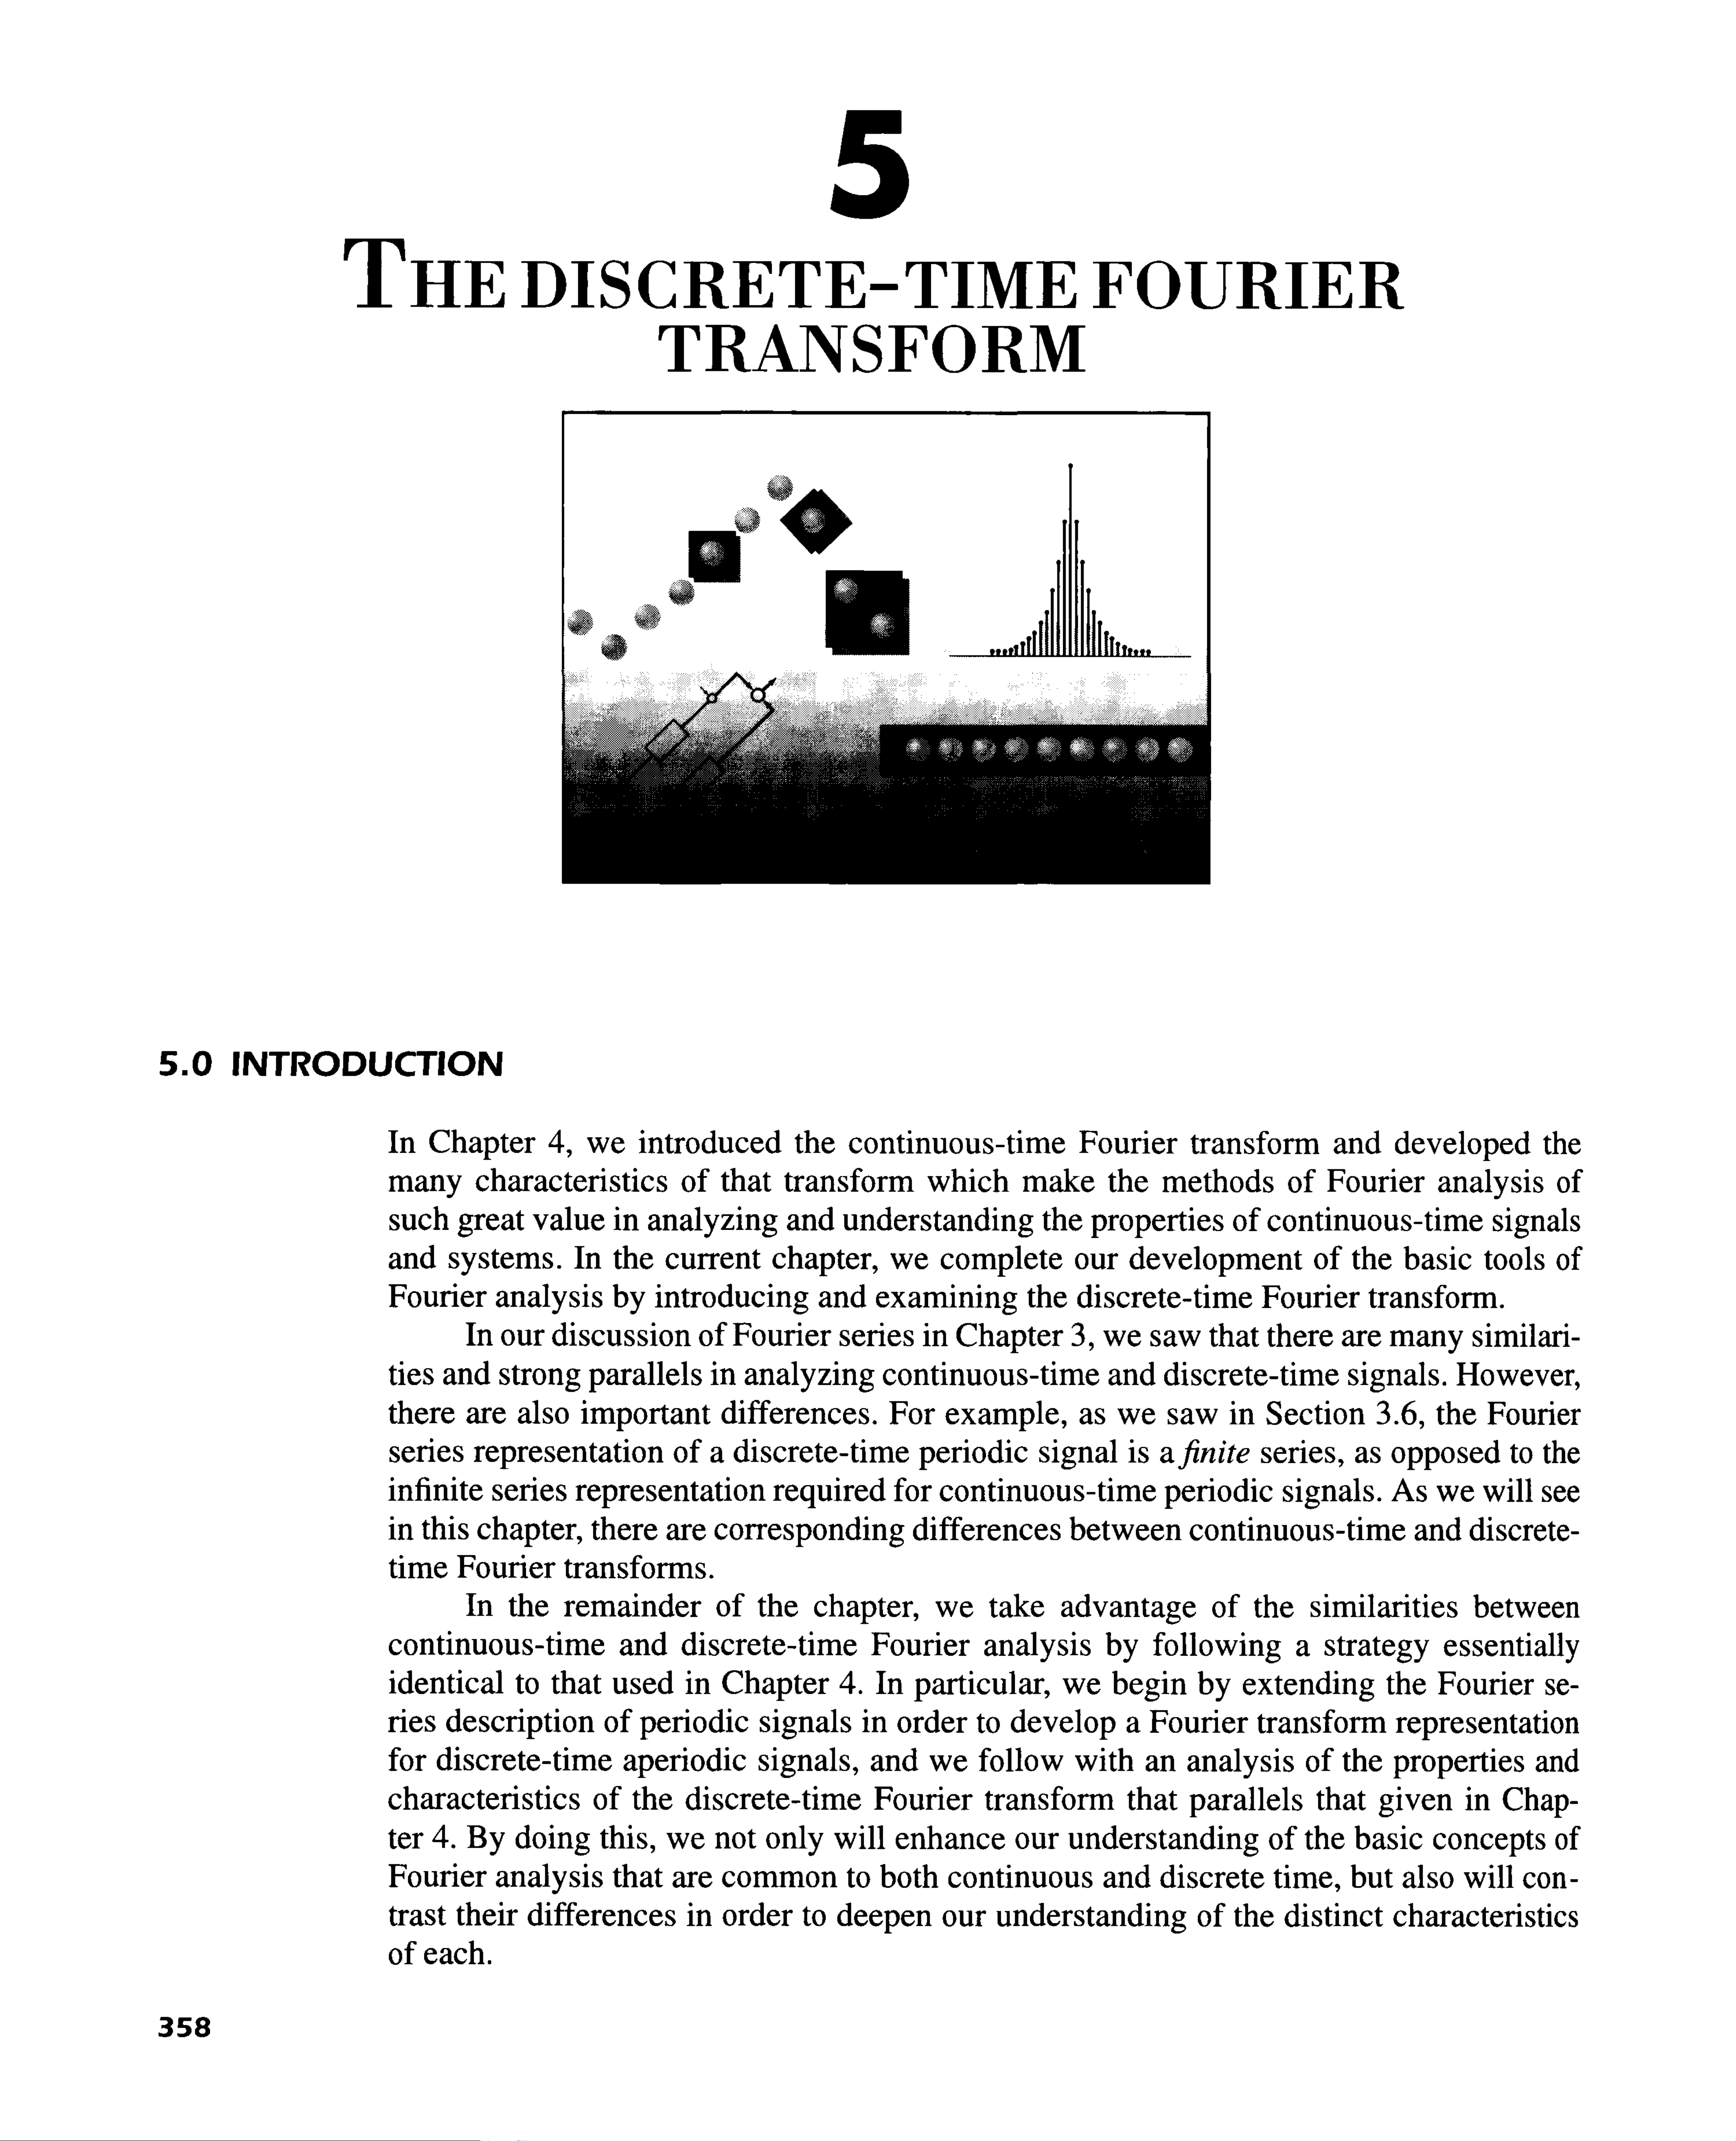 5
THE DISCRETE-TIME FOURIER
TRANSFORM
5.0 INTRODUCTION
In Chapter 4, we introduced the continuous-time Fourier transform and developed the
many characteristics of that transform which make the methods of Fourier analysis of
such great value in analyzing and understanding the properties of continuous-time signals
and systems. In the current chapter, we complete our development of the basic tools of
Fourier analysis by introducing and examining the discrete-time Fourier transform.
In our discussion of Fourier series in Chapter 3, we saw that there are many similari-
ties and strong parallels in analyzing continuous-time and discrete-time signals. However,
there are also important differences. For example, as we saw in Section 3.6, the Fourier
series representation of a discrete-time periodic signal is a finite series, as opposed to the
infinite series representation required for continuous-time periodic signals. As we will see
in this chapter, there are corresponding differences between continuous-time and discrete-
time Fourier transforms.
In the remainder of the chapter, we take advantage of the similarities between
continuous-time and discrete-time Fourier analysis by following a strategy essentially
identical to that used in Chapter 4. In particular, we begin by extending the Fourier se-
ries description of periodic signals in order to develop a Fourier transform representation
for discrete-time aperiodic signals, and we follow with an analysis of the properties and
characteristics of the discrete-time Fourier transform that parallels that given in Chap-
ter 4. By doing this, we not only will enhance our understanding of the basic concepts of
Fourier analysis that are common to both continuous and discrete time, but also will con-
trast their differences in order to deepen our understanding of the distinct characteristics
of each.
358